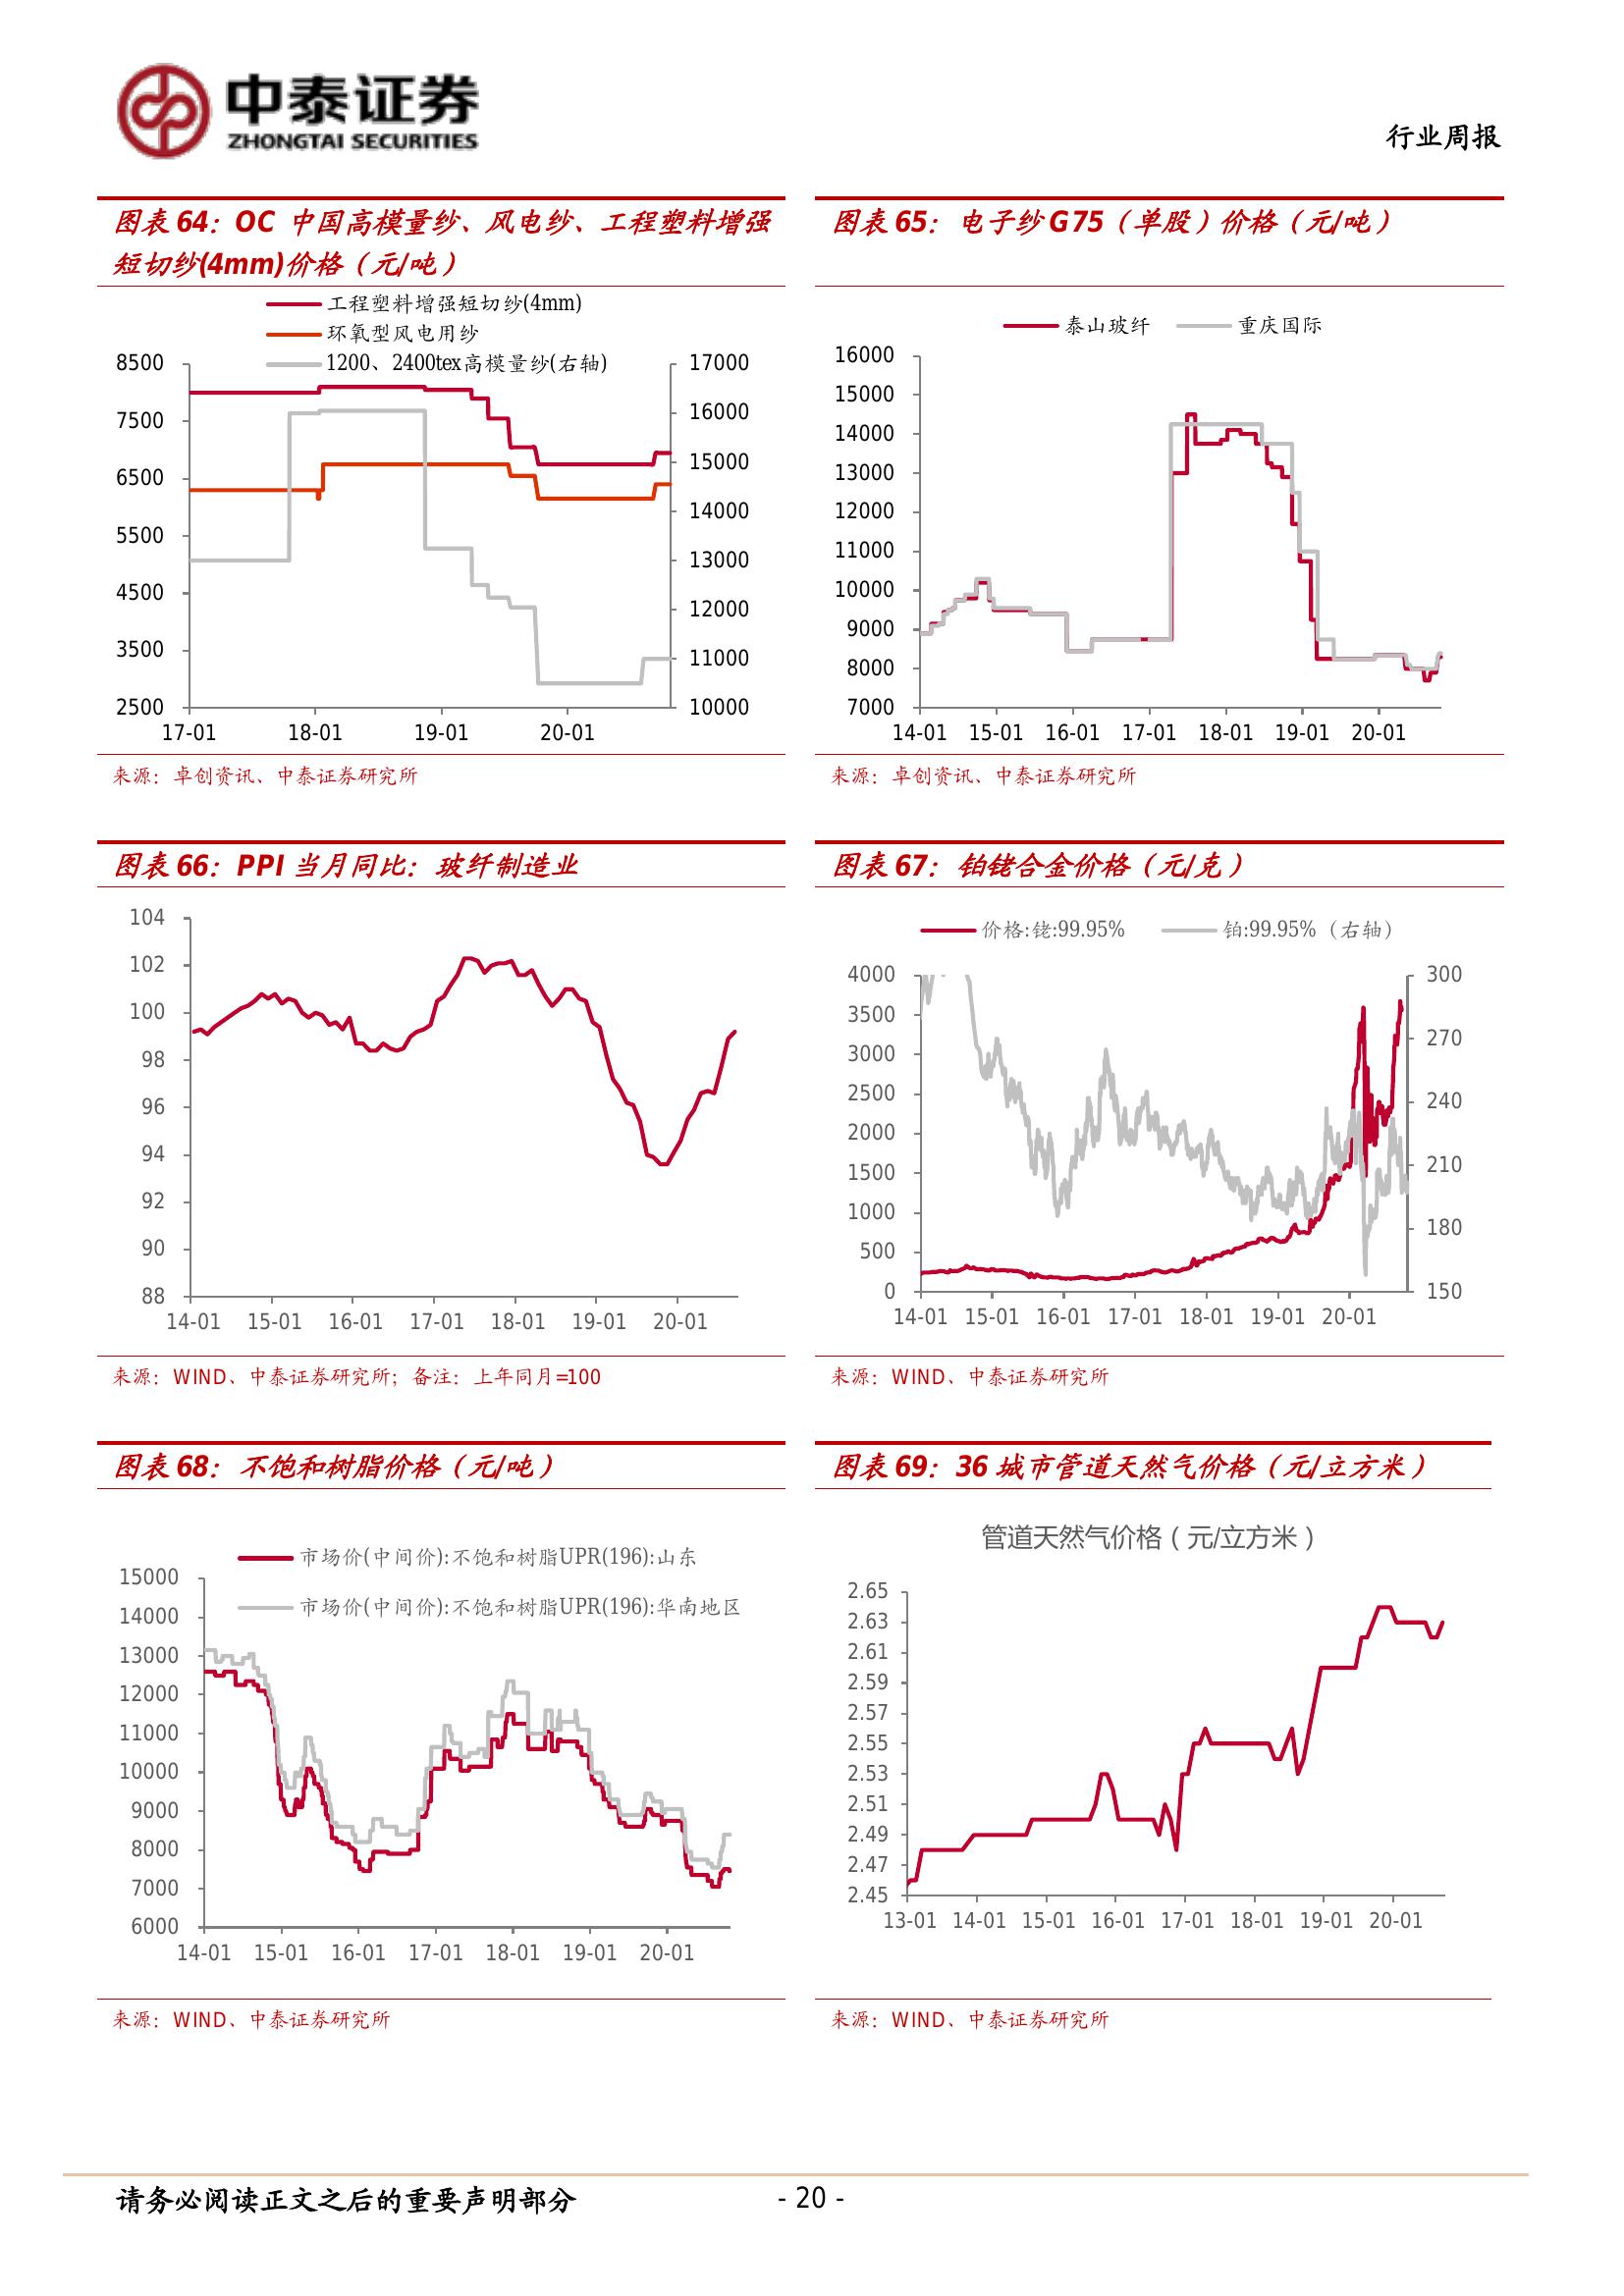 中泰证券
ZHONGTAI SECURITIES
行业周报
图表 64：OC 中国高模量纱、风电纱、工程塑料增强
短切纱(4mm)价格（元/吨）
工程塑料增强短切纱(4mm)
环氧型风电用纱
1200、2400tex高模量纱(右轴)
8500
7500
6500
5500
4500
3500
2500
17000
16000
15000
14000
13000
12000
11000
10000
17-01 18-01 19-01 20-01
来源：卓创资讯、中泰证券研究所
图表 65：电子纱 G75（单股）价格（元/吨）
泰山玻纤 重庆国际
16000
15000
14000
13000
12000
11000
10000
9000
8000
7000
14-01 15-01 16-01 17-01 18-01 19-01 20-01
来源：卓创资讯、中泰证券研究所
图表 66：PPI 当月同比：玻纤制造业
104
102
100
98
96
94
92
90
88
14-01 15-01 16-01 17-01 18-01 19-01 20-01
来源：WIND、中泰证券研究所；备注：上年同月=100
图表 67：铂铑合金价格（元/克）
价格:铑:99.95% 铂:99.95%（右轴）
4000
3500
3000
2500
2000
1500
1000
500
0
300
270
240
210
180
150
14-01 15-01 16-01 17-01 18-01 19-01 20-01
来源：WIND、中泰证券研究所
图表 68：不饱和树脂价格（元/吨）
市场价(中间价):不饱和树脂UPR(196):山东
市场价(中间价):不饱和树脂UPR(196):华南地区
15000
14000
13000
12000
11000
10000
9000
8000
7000
6000
14-01 15-01 16-01 17-01 18-01 19-01 20-01
来源：WIND、中泰证券研究所
图表 69：36 城市管道天然气价格（元/立方米）
管道天然气价格（元/立方米）
2.65
2.63
2.61
2.59
2.57
2.55
2.53
2.51
2.49
2.47
2.45
13-01 14-01 15-01 16-01 17-01 18-01 19-01 20-01
来源：WIND、中泰证券研究所
请务必阅读正文之后的重要声明部分
- 20 -